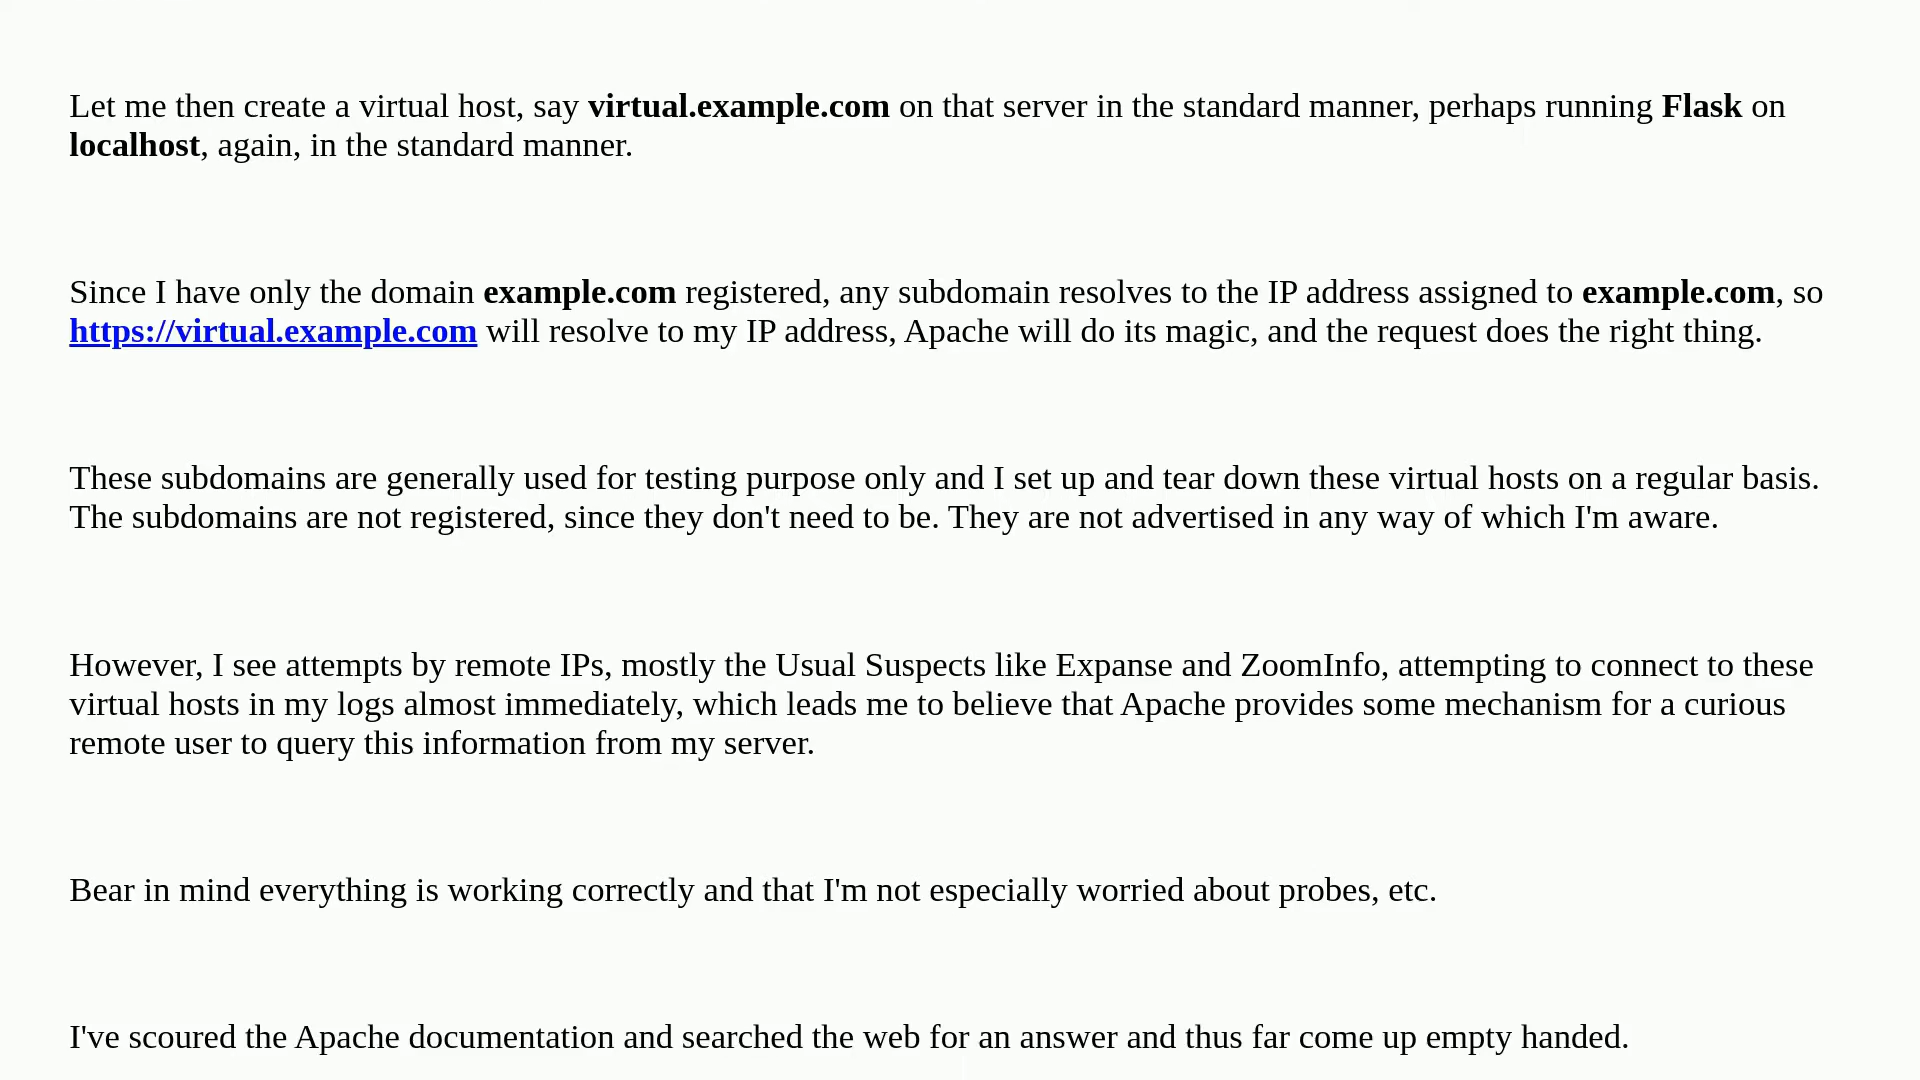 Let me then create a virtual host, say virtual.example.com on that server in the standard manner, perhaps running Flask on
localhost, again, in the standard manner.
Since I have only the domain example.com registered, any subdomain resolves to the IP address assigned to example.com, so
https://virtual.example.com will resolve to my IP address, Apache will do its magic, and the request does the right thing.
These subdomains are generally used for testing purpose only and I set up and tear down these virtual hosts on a regular basis.
The subdomains are not registered, since they don't need to be. They are not advertised in any way of which I'm aware.
However, I see attempts by remote IPs, mostly the Usual Suspects like Expanse and ZoomInfo, attempting to connect to these
virtual hosts in my logs almost immediately, which leads me to believe that Apache provides some mechanism for a curious
remote user to query this information from my server.
Bear in mind everything is working correctly and that I'm not especially worried about probes, etc.
I've scoured the Apache documentation and searched the web for an answer and thus far come up empty handed.